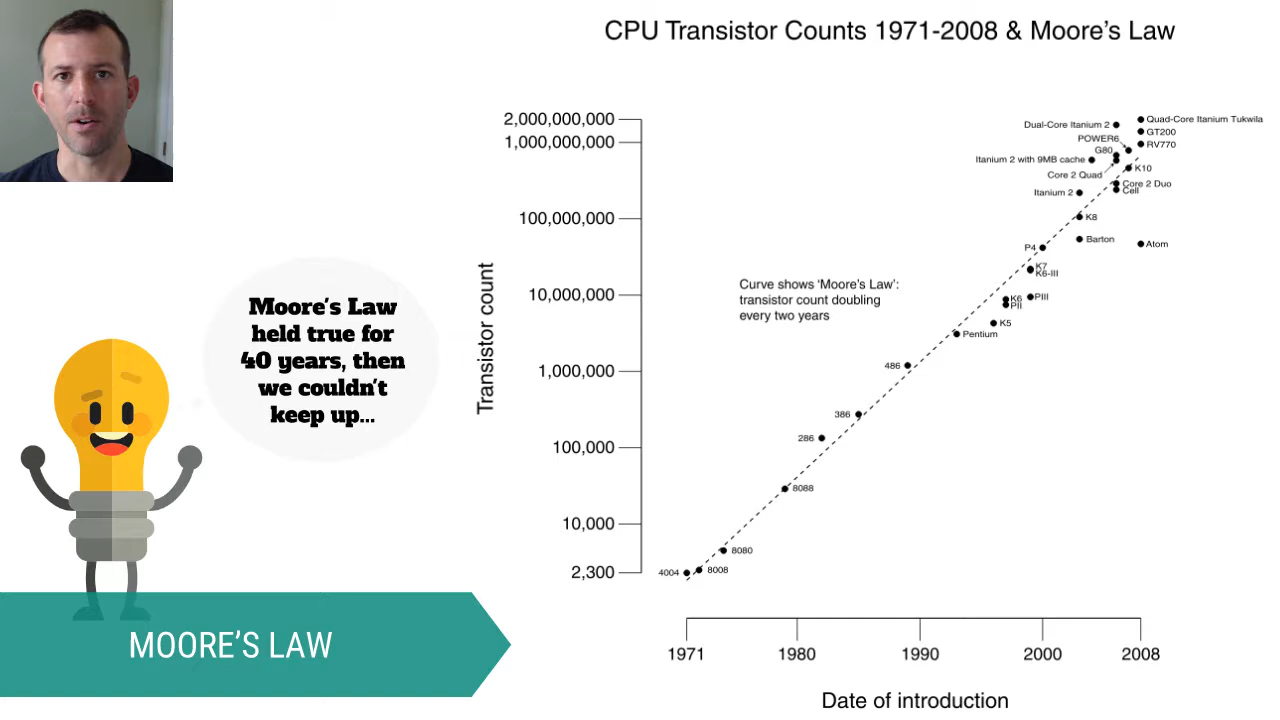 CPU Transistor Counts 1971-2008 & Moore's Law
2,000,000,000
1,000,000,000
100,000,000
10,000,000
1,000,000
100,000
10,000
2,300
Transistor count
Quad-Core Itanium Tukwila
Dual-Core Itanium 2
GT200
POWER6
RV770
G80
Itanium 2 with 9MB cache
K10
Core 2 Quad
Core 2 Duo
Cell
Itanium 2
K8
Barton
Atom
P4
K7
K6-III
PIII
K6
PII
K5
Pentium
486
386
286
8088
8080
8008
4004
Curve shows 'Moore's Law':
transistor count doubling
every two years
1971
1980
1990
2000
2008
Date of introduction
Moore's Law
held true for
40 years, then
we couldn't
keep up...
MOORE'S LAW